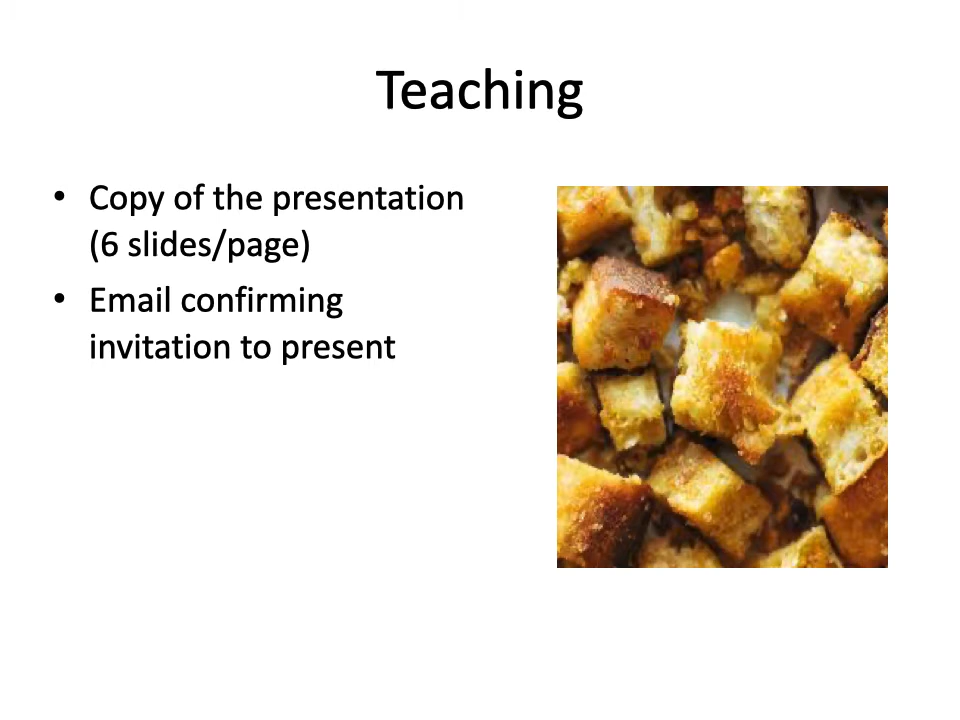 Teaching
• Copy of the presentation
(6 slides/page)
• Email confirming
invitation to present